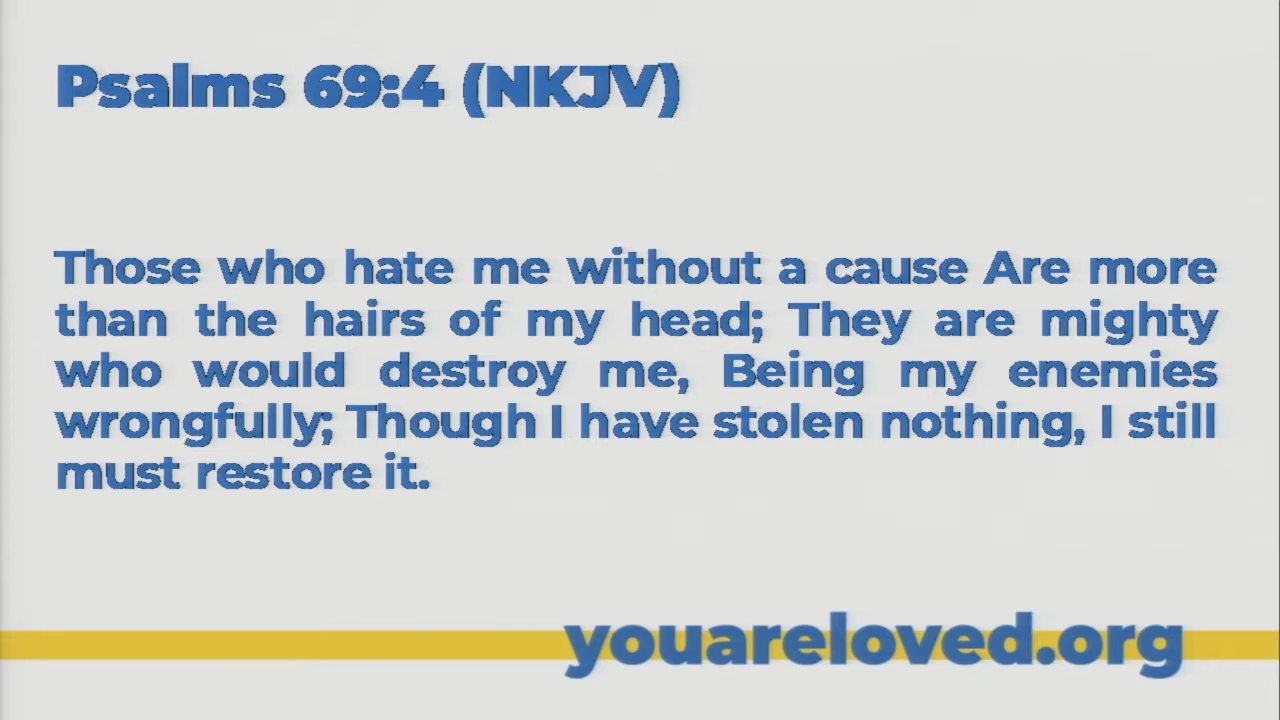 Psalms 69:4 (NKJV)
Those who hate me without a cause Are more
than the hairs of my head; They are mighty
who would destroy me, Being my enemies
wrongfully; Though I have stolen nothing, I still
must restore it.
youareloved.org